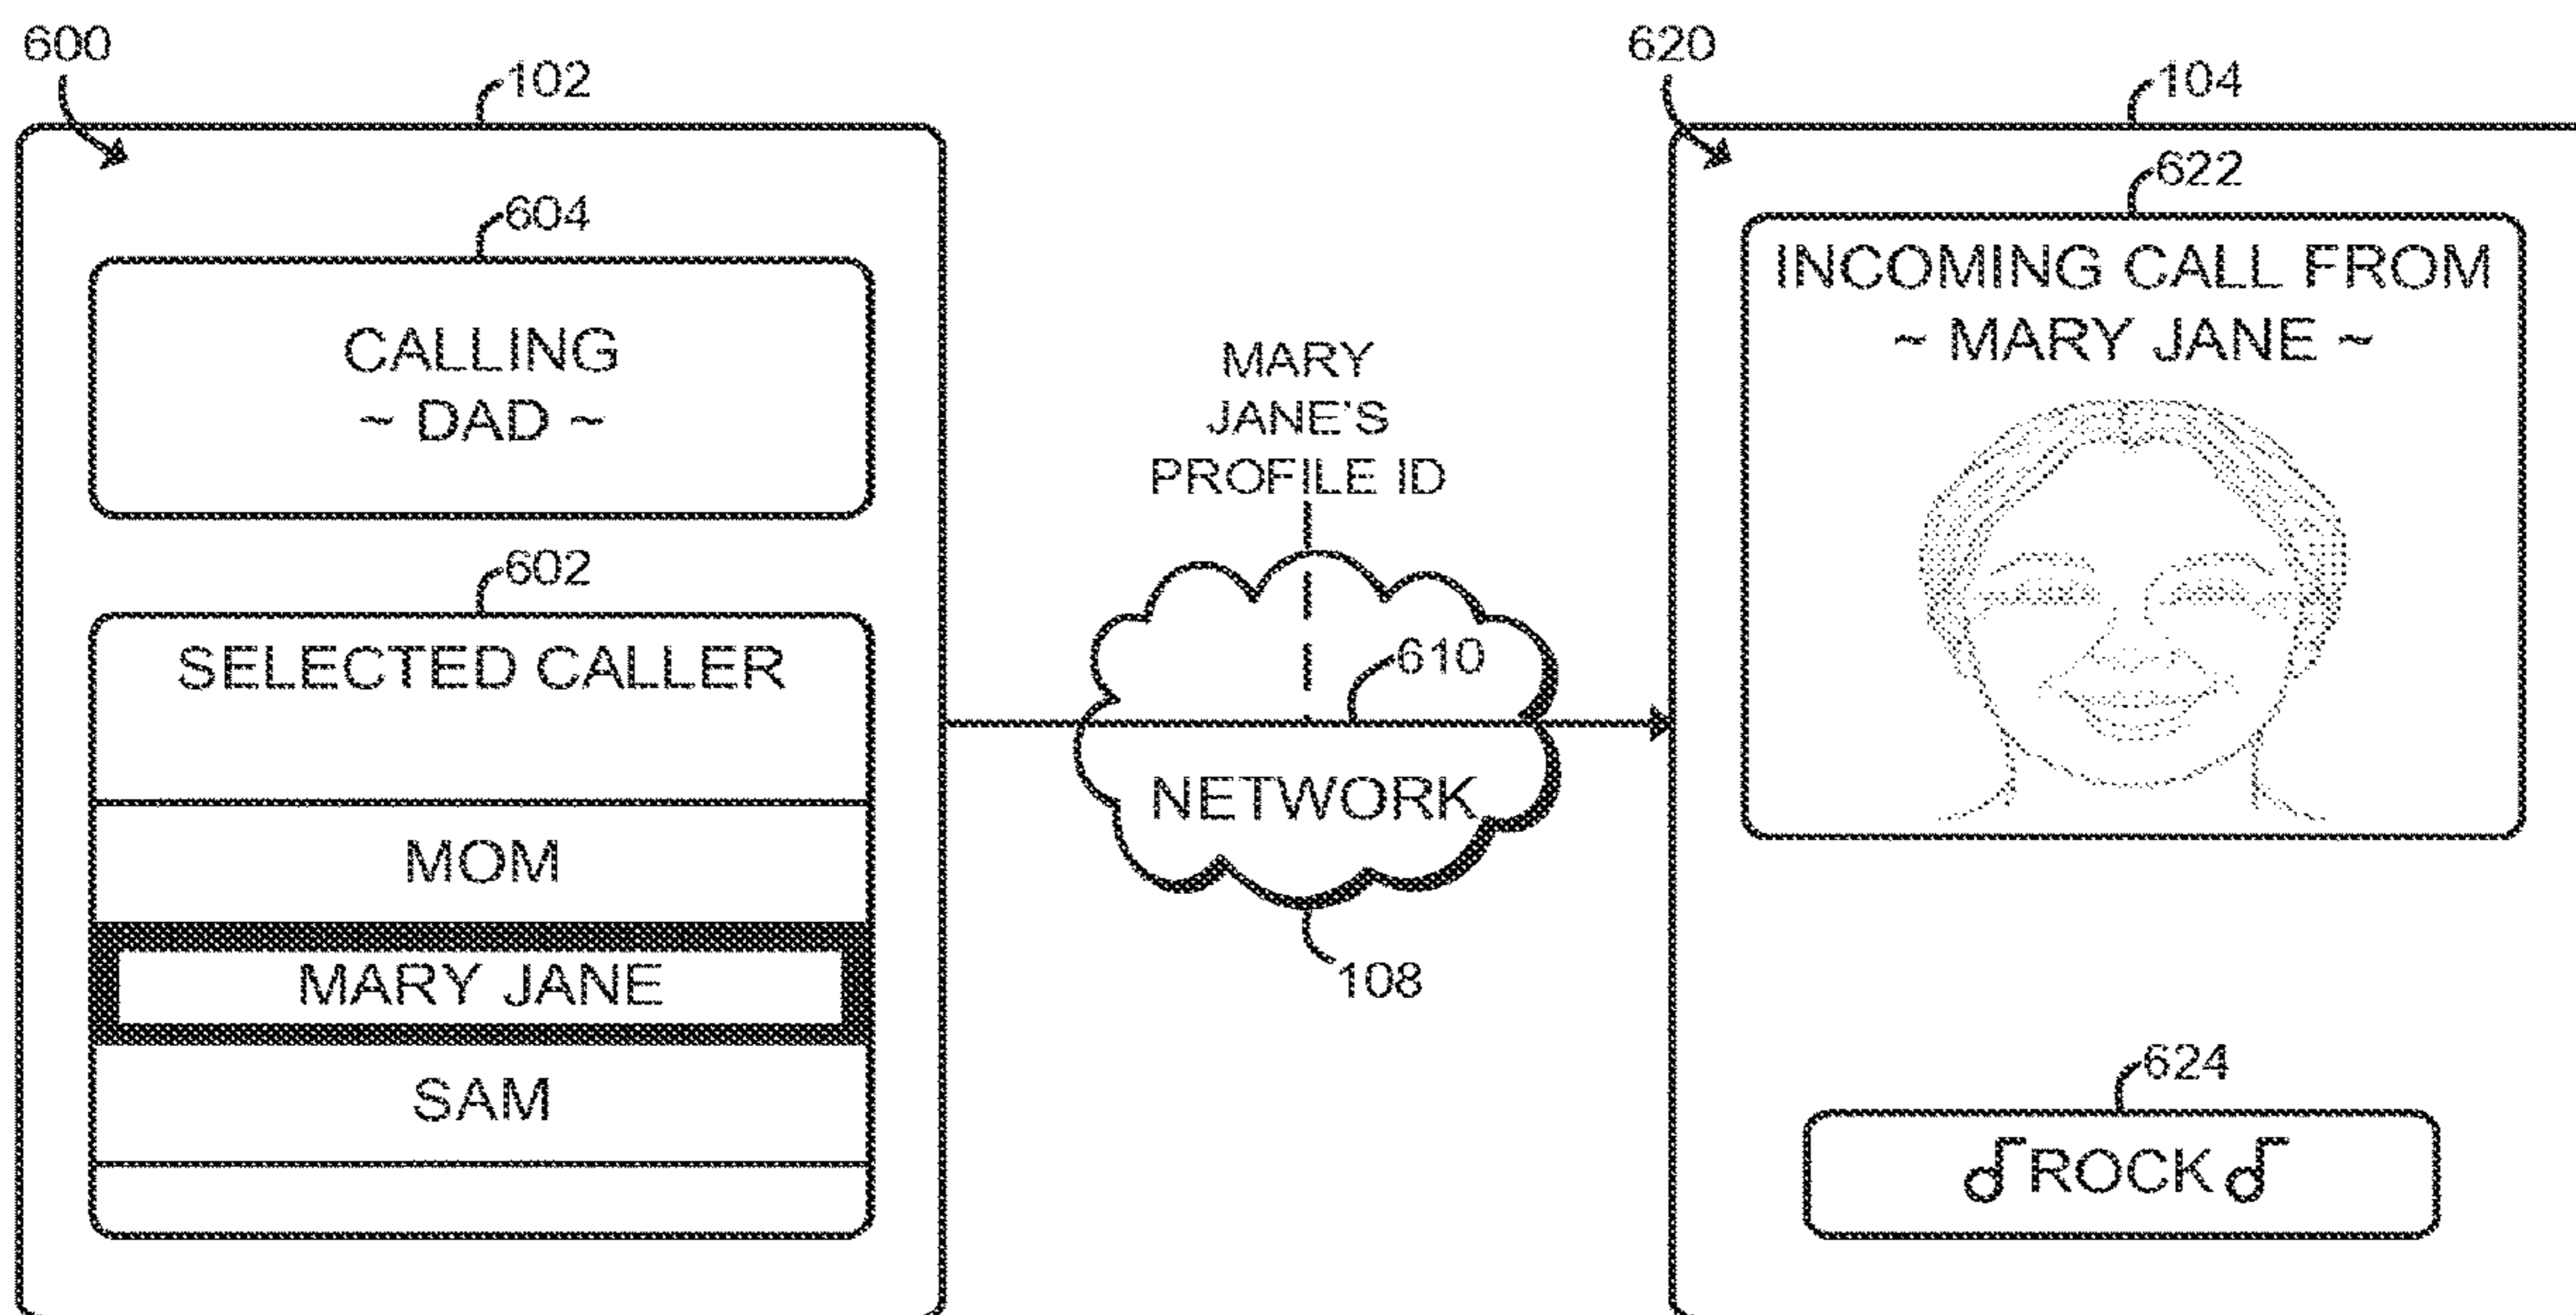 600
102
604
CALLING
~ DAD ~
602
SELECTED CALLER
MOM
MARY JANE
SAM
MARY
JANE'S
PROFILE ID
610
NETWORK
108
620
104
622
INCOMING CALL FROM
~ MARY JANE ~
624
ROCK